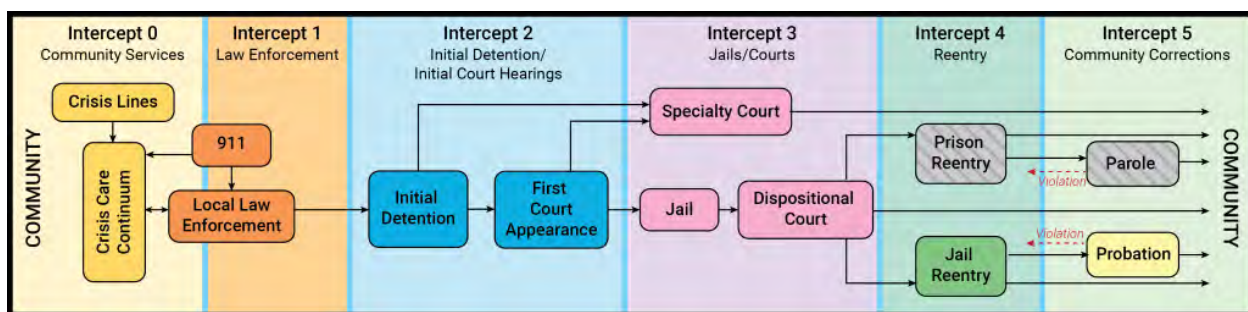 Intercept 0
Community Services
Intercept 1
Law Enforcement
Intercept 2
Initial Detention/
Initial Court Hearings
Intercept 3
Jails/Courts
Intercept 4
Reentry
Intercept 5
Community Corrections
COMMUNITY
Crisis Lines
Crisis Care
Continuum
911
Local Law
Enforcement
Initial
Detention
First
Court
Appearance
Specialty Court
Jail
Dispositional
Court
Prison
Reentry
Violation
Parole
Jail
Reentry
Violation
Probation
COMMUNITY